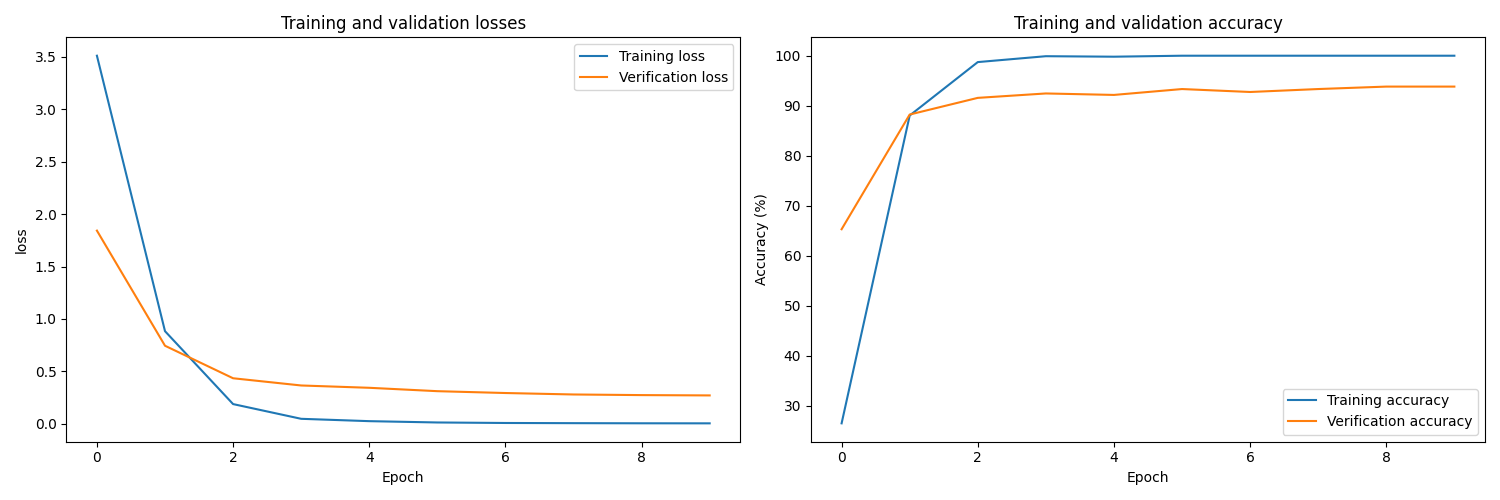 Training and validation losses
3.5
3.0
2.5
2.0
1.5
1.0
0.5
0.0
loss
0
2
4
6
8
Epoch
Training loss
Verification loss
Training and validation accuracy
100
90
80
70
60
50
40
30
Accuracy (%)
0
2
4
6
8
Epoch
Training accuracy
Verification accuracy